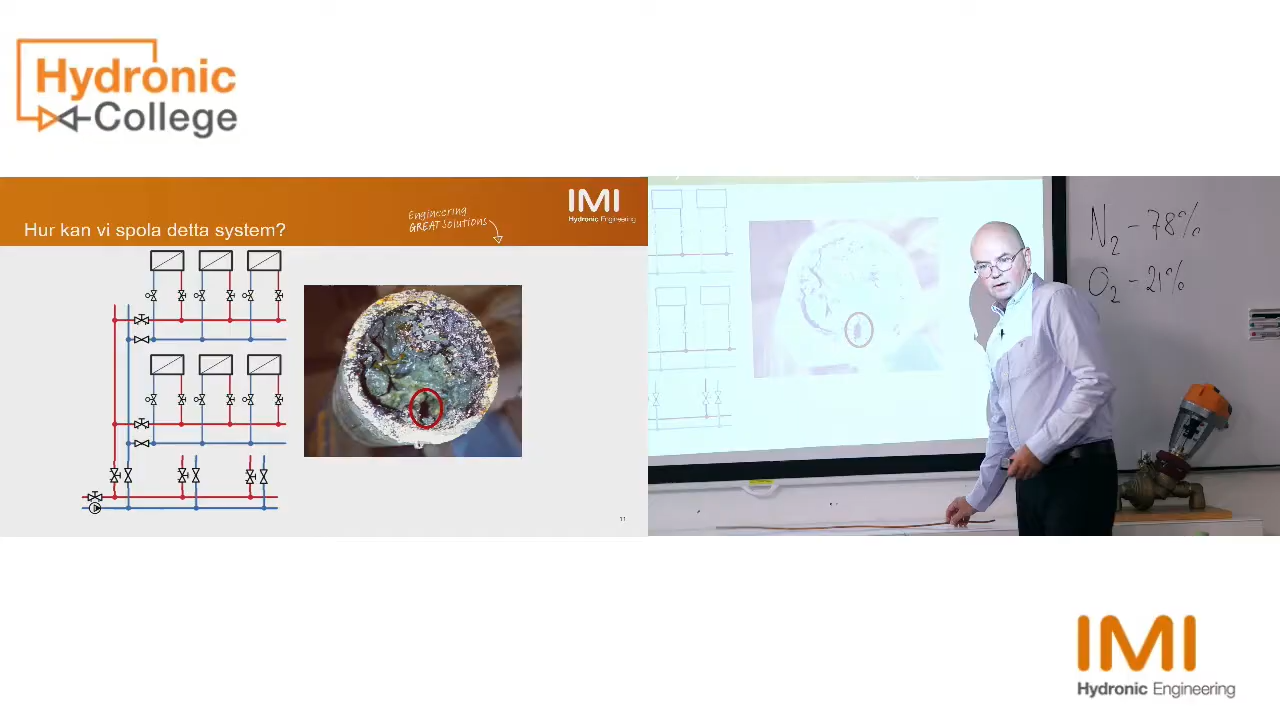 Hydronic
College
Hur kan vi spola detta system?
Engineering
GREAT Solutions
IMI
Hydronic Engineering
11
N2 - 78%
O2 - 21%
IMI
Hydronic Engineering